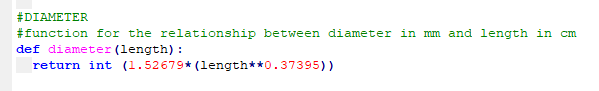 #DIAMETER
#function for the relationship between diameter in mm and length in cm
def diameter(length):
  return int (1.52679*(length**0.37395))